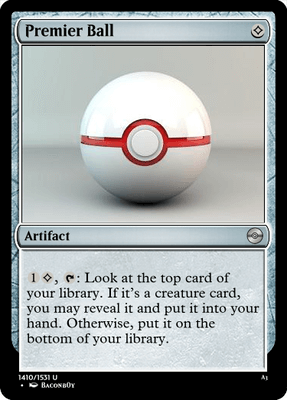 Premier Ball
Artifact
1 , : Look at the top card of
your library. If it's a creature card,
you may reveal it and put it into your
hand. Otherwise, put it on the
bottom of your library.
1410/1531 U
• BaconBoy
A1